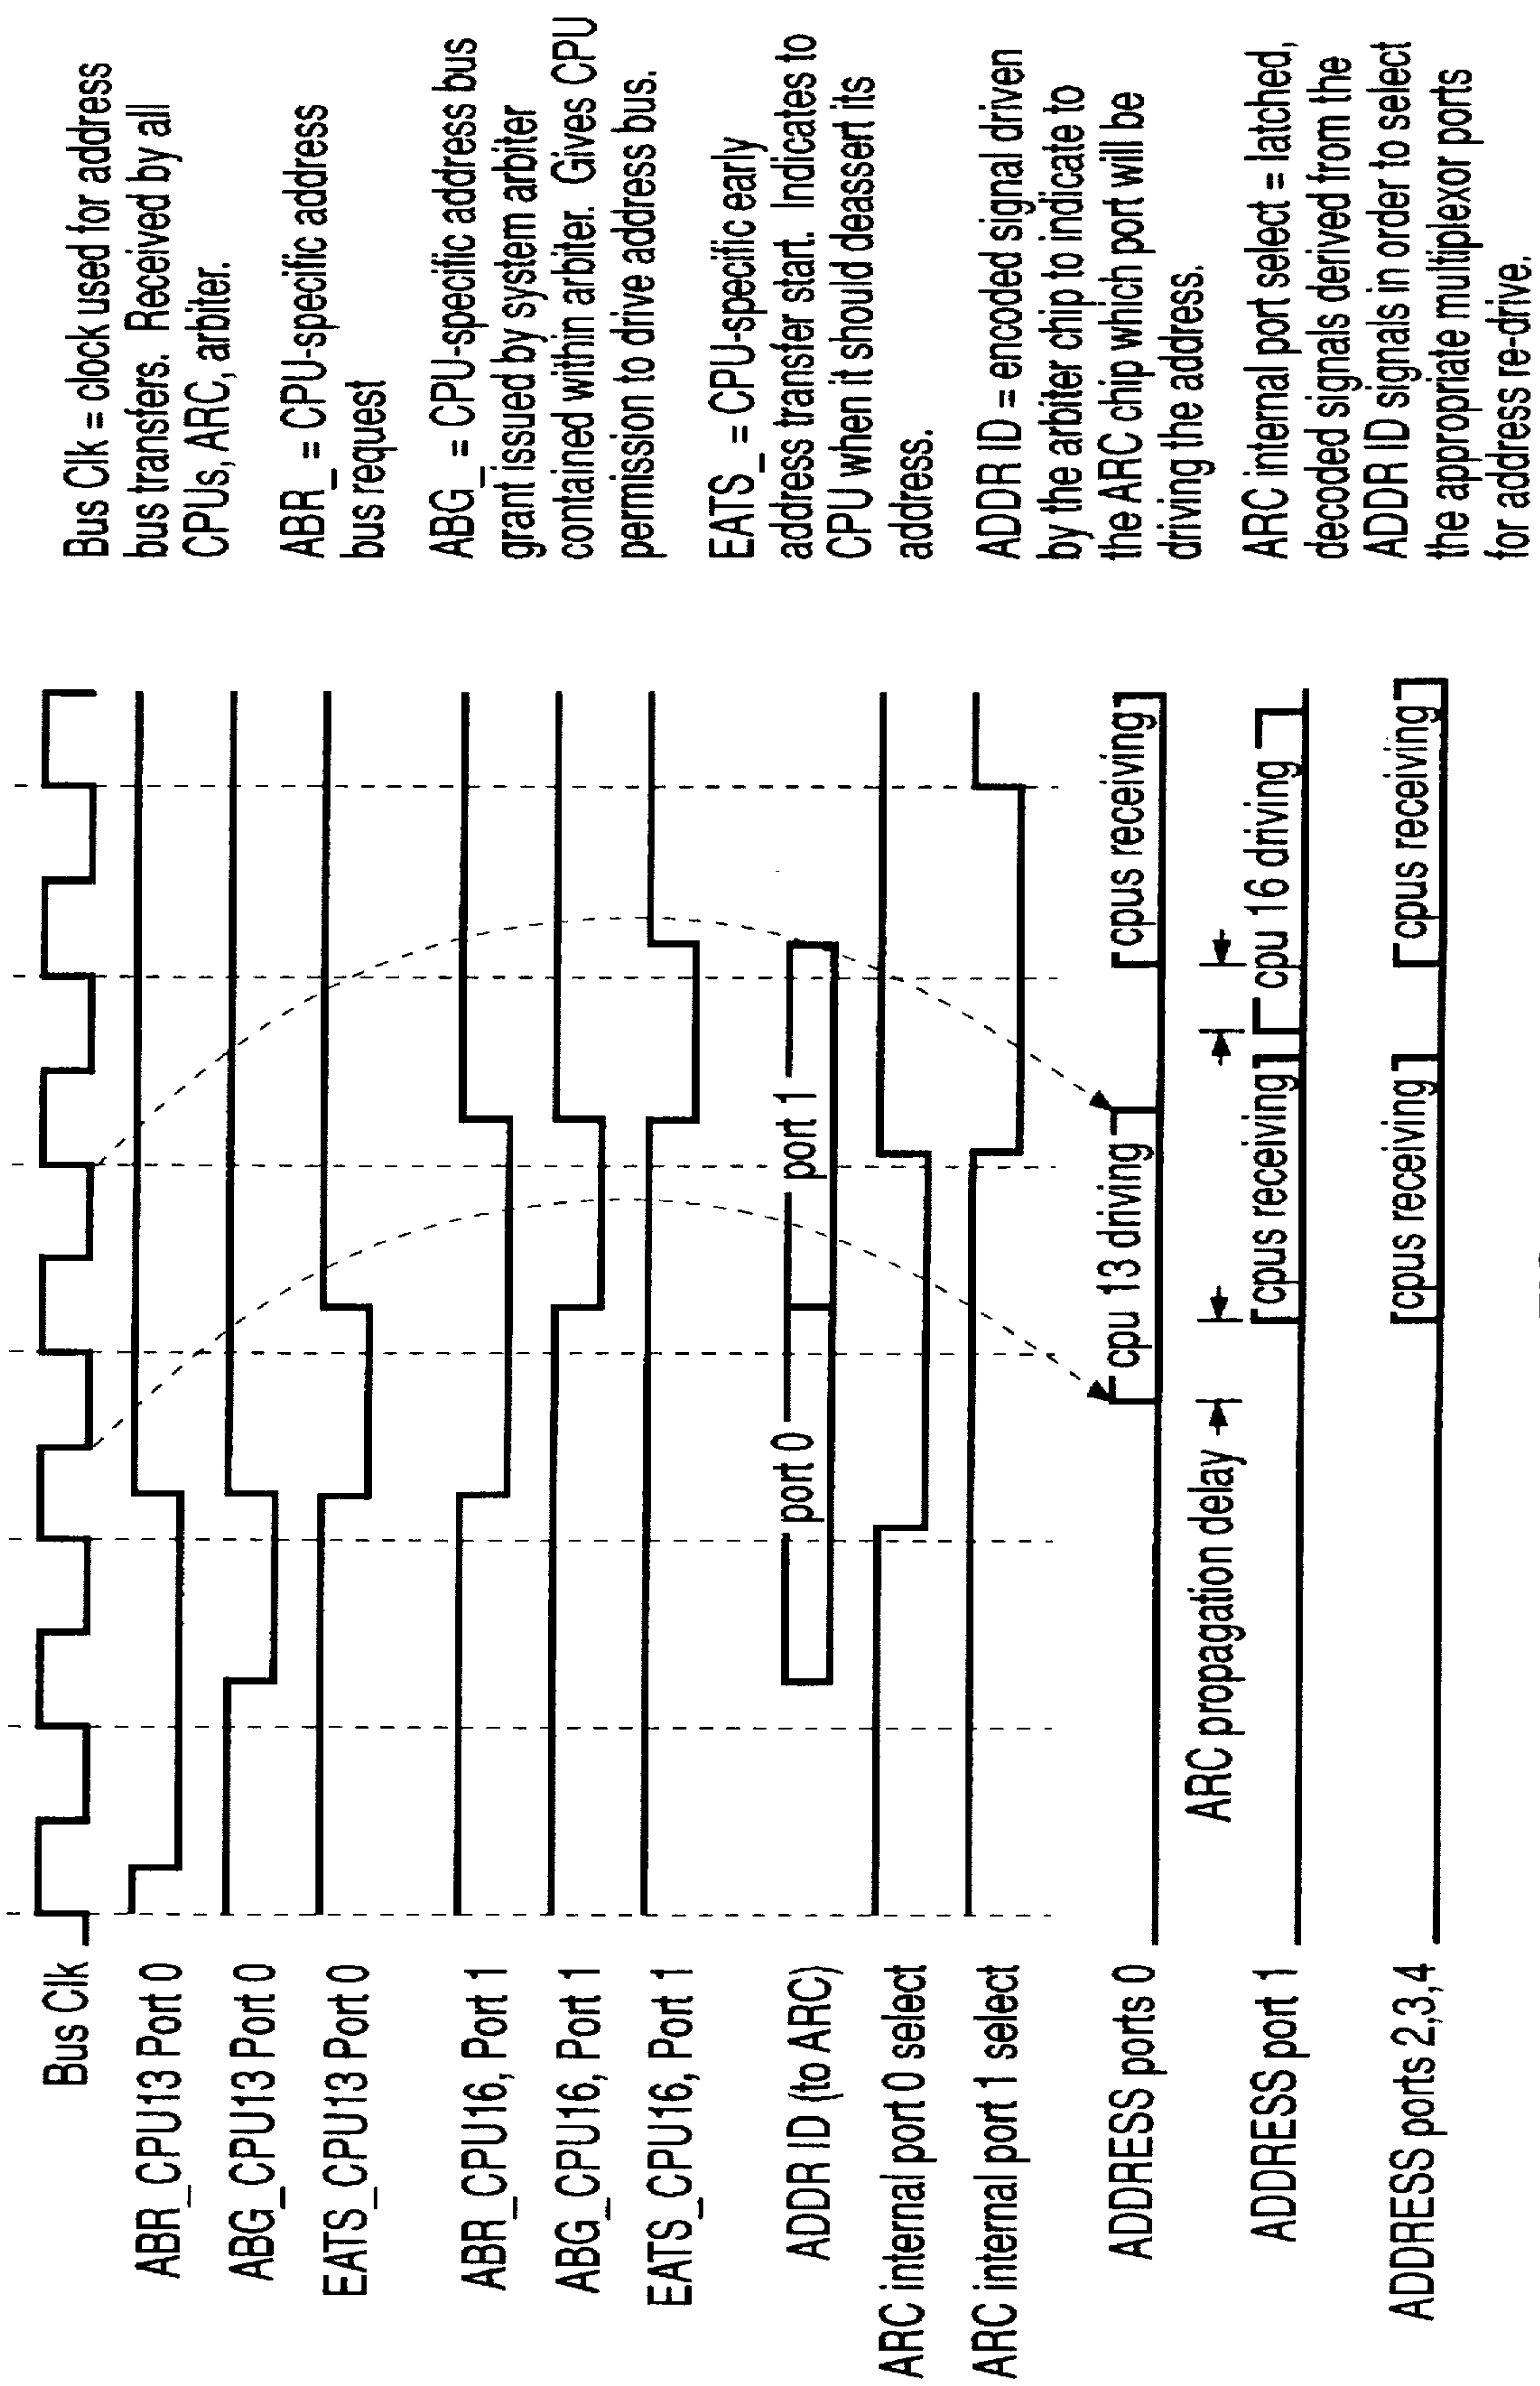 Bus Clk
ABR_CPU13 Port 0
ABG_CPU13 Port 0
EATS_CPU13 Port 0
ABR_CPU16, Port 1
ABG_CPU16, Port 1
EATS_CPU16, Port 1
ADDR ID (to ARC)
port 0
port 1
ARC internal port 0 select
ARC internal port 1 select
ADDRESS ports 0
cpu 13 driving
cpus receiving
ARC propagation delay
ADDRESS port 1
cpus receiving
cpu 16 driving
ADDRESS ports 2,3,4
cpus receiving
cpus receiving
Bus Clk = clock used for address
bus transfers. Received by all
CPUs, ARC, arbiter.
ABR_ = CPU-specific address
bus request
ABG_ = CPU-specific address bus
grant issued by system arbiter
contained within arbiter. Gives CPU
permission to drive address bus.
EATS_ = CPU-specific early
address transfer start. Indicates to
CPU when it should deassert its
address.
ADDR ID = encoded signal driven
by the arbiter chip to indicate to
the ARC chip which port will be
driving the address.
ARC internal port select = latched,
decoded signals derived from the
ADDR ID signals in order to select
the appropriate multiplexor ports
for address re-drive.